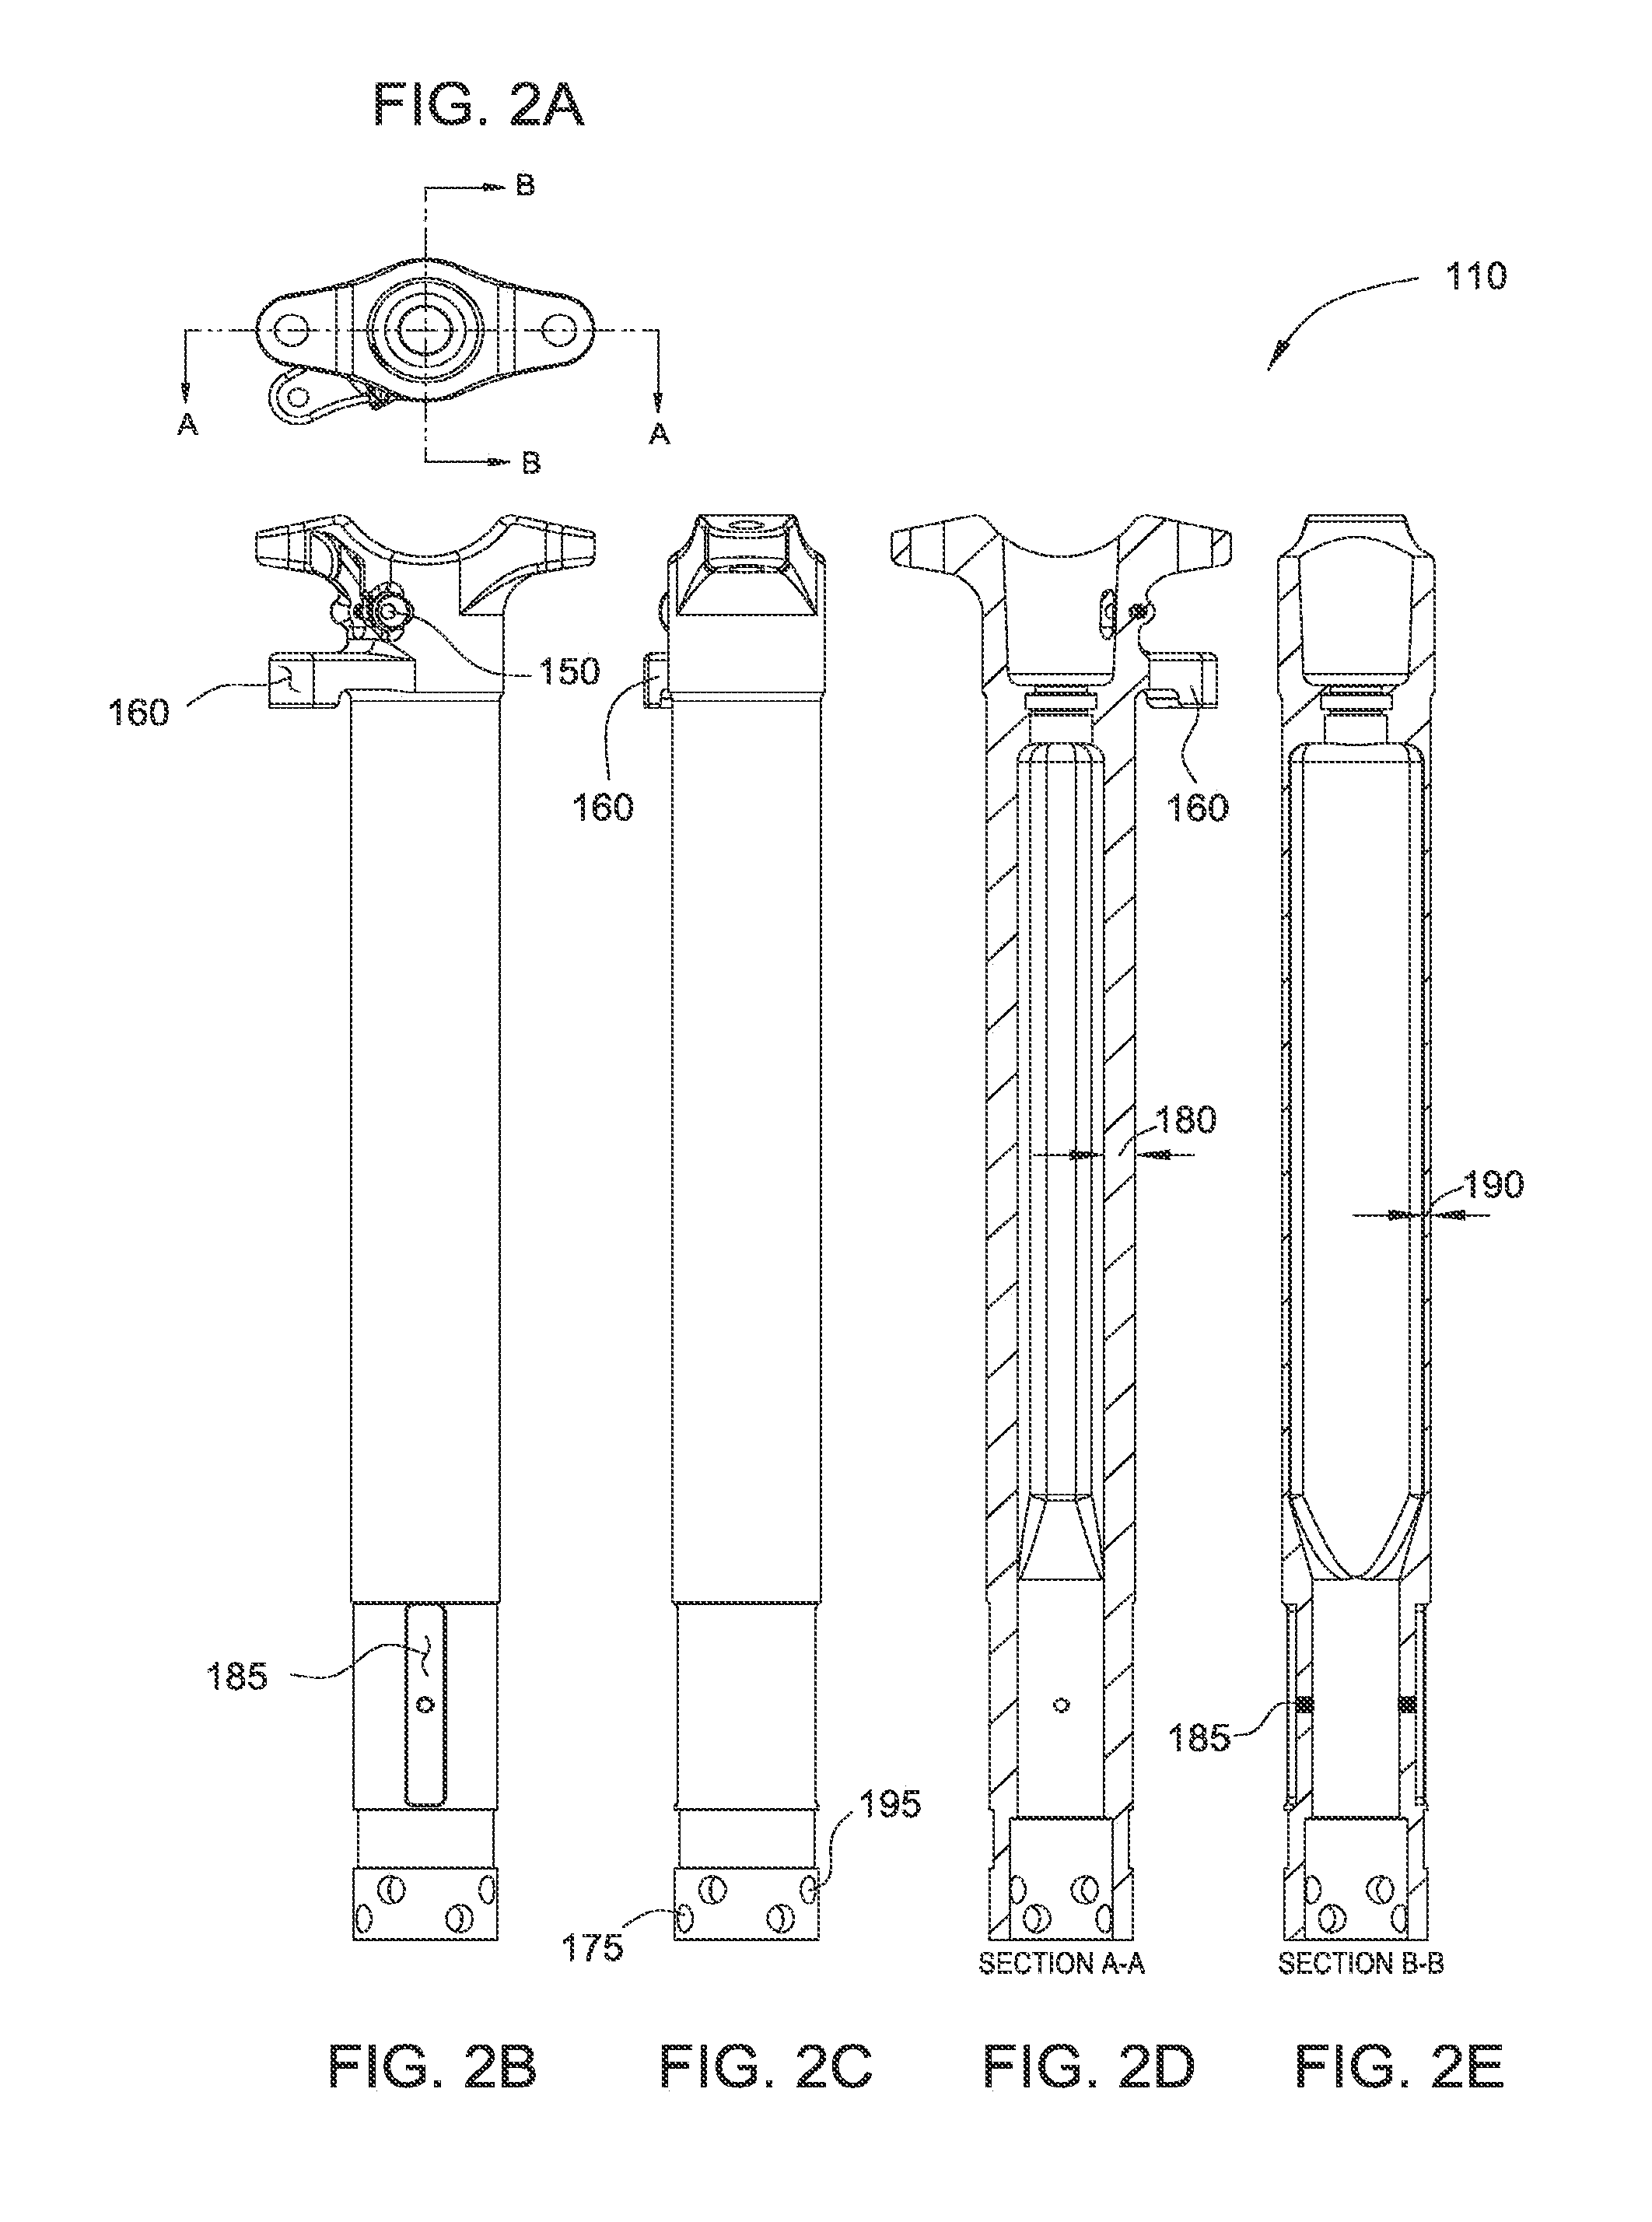 FIG. 2A
B
110
A
A
B
150
160
160
160
180
190
185
185
195
175
SECTION A-A
SECTION B-B
FIG. 2B
FIG. 2C
FIG. 2D
FIG. 2E